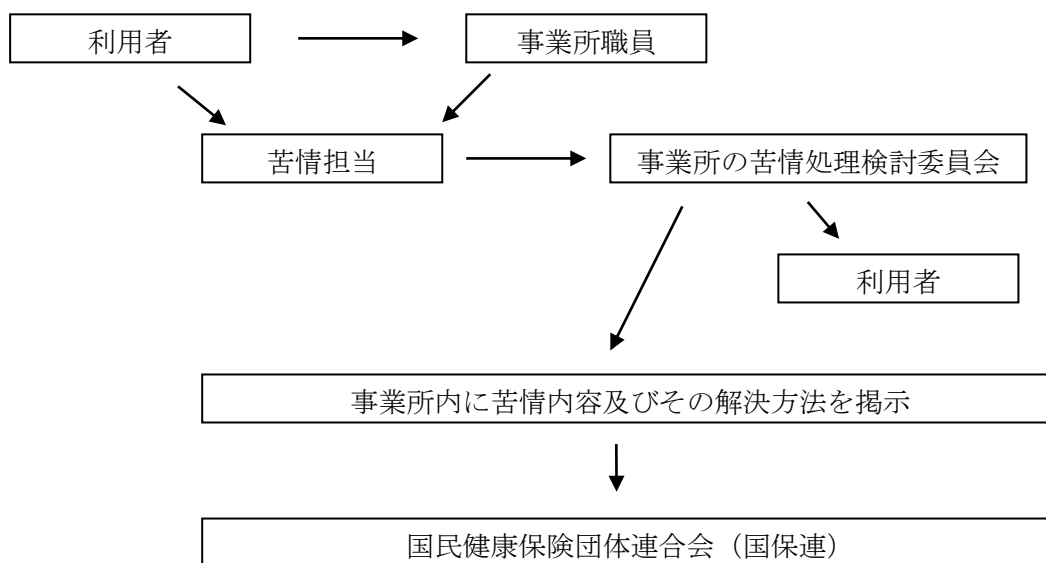 利用者
事業所職員
苦情担当
事業所の苦情処理検討委員会
利用者
事業所内に苦情内容及びその解決方法を掲示
国民健康保険団体連合会（国保連）